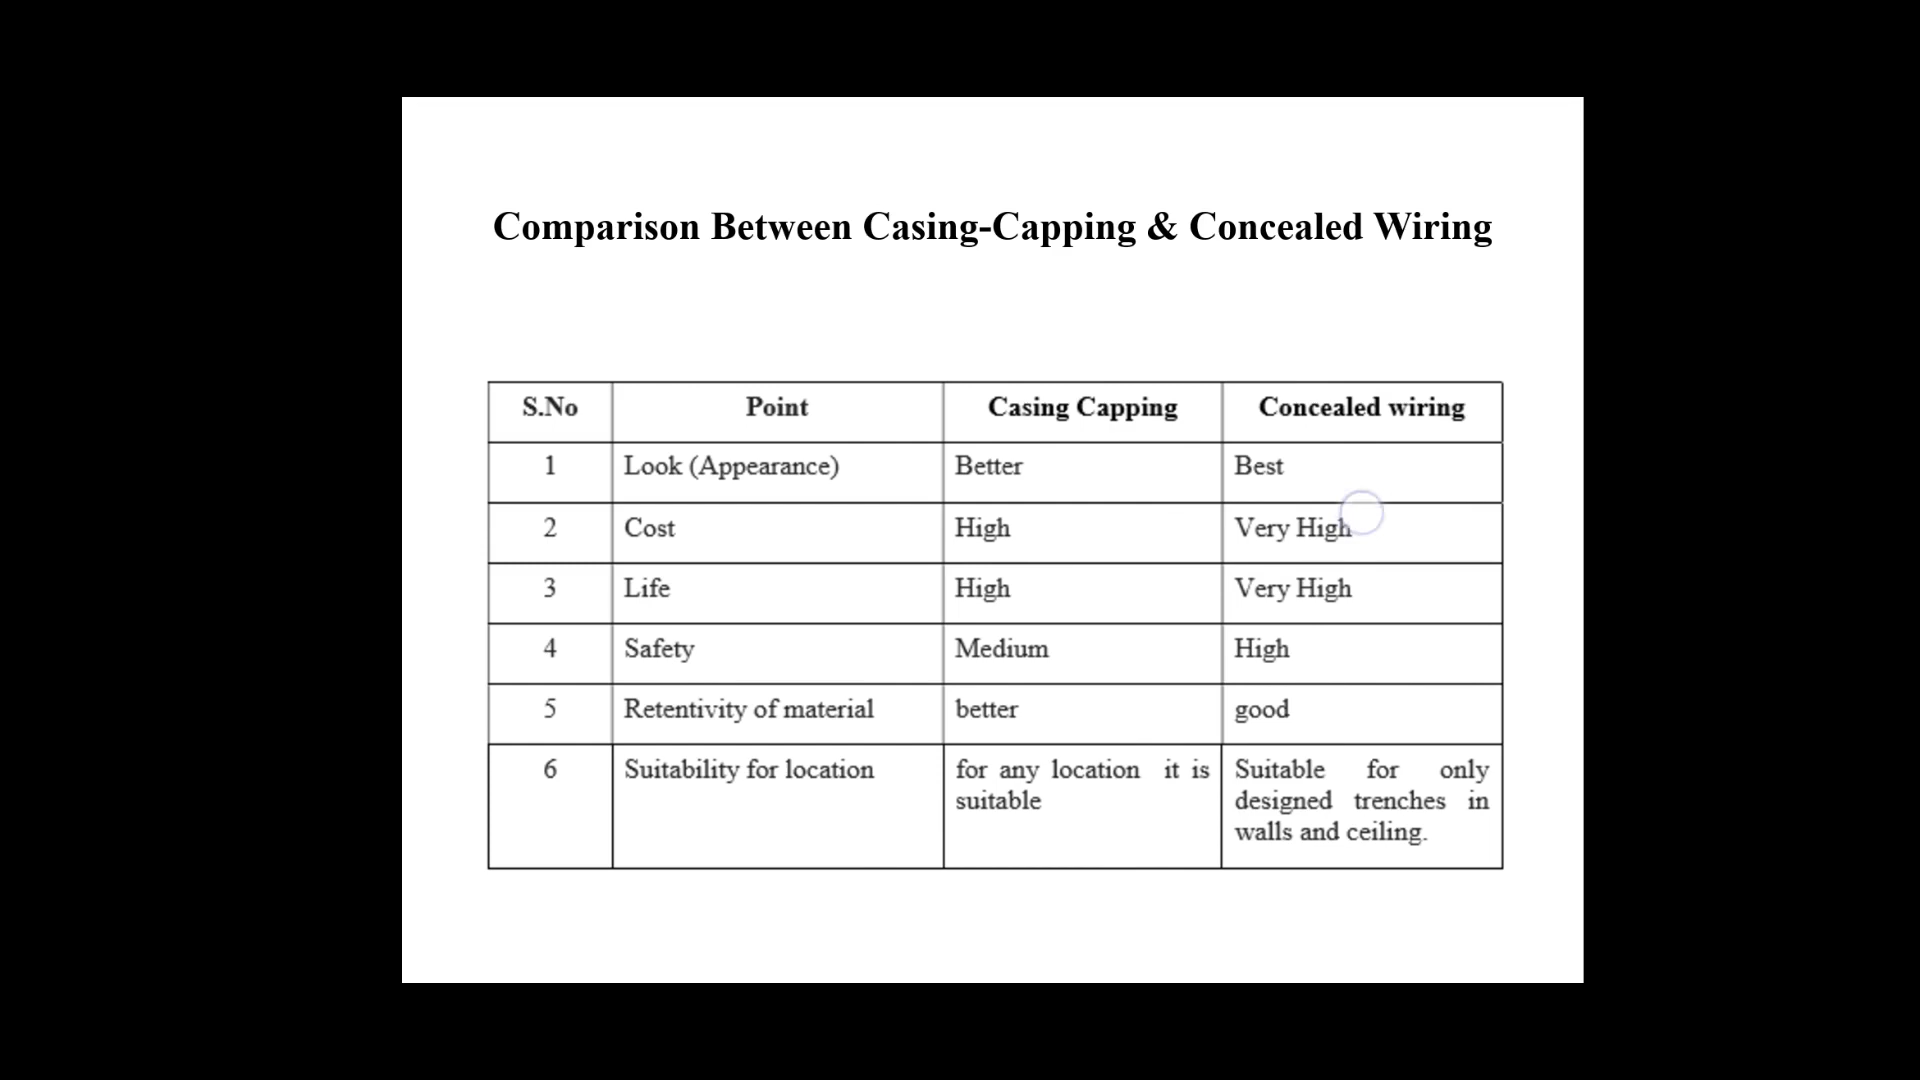 Comparison Between Casing-Capping & Concealed Wiring
S.No Point Casing Capping Concealed wiring
1 Look (Appearance) Better Best
2 Cost High Very High
3 Life High Very High
4 Safety Medium High
5 Retentivity of material better good
6 Suitability for location for any location it is Suitable for only
suitable designed trenches in
walls and ceiling.